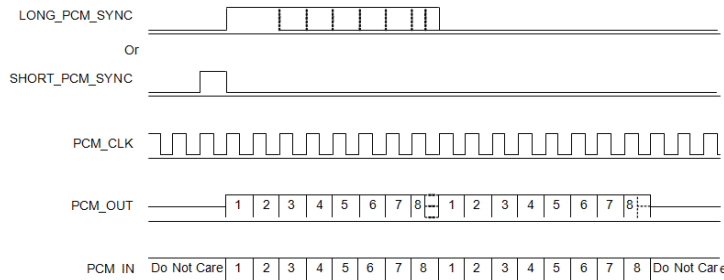 LONG_PCM_SYNC
Or
SHORT_PCM_SYNC
PCM_CLK
PCM_OUT 1 2 3 4 5 6 7 8 1 2 3 4 5 6 7 8
PCM IN Do Not Care 1 2 3 4 5 6 7 8 1 2 3 4 5 6 7 8 Do Not Care